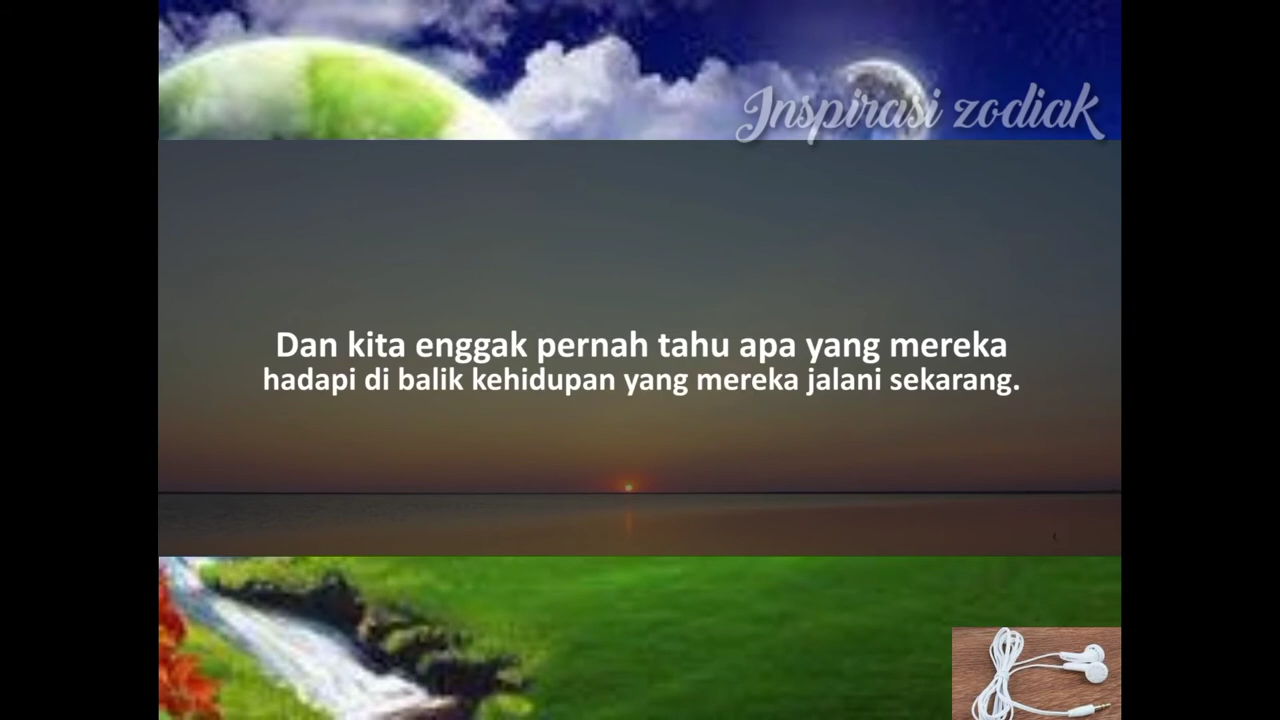 Inspirasi zodiak
Dan kita enggak pernah tahu apa yang mereka
hadapi di balik kehidupan yang mereka jalani sekarang.